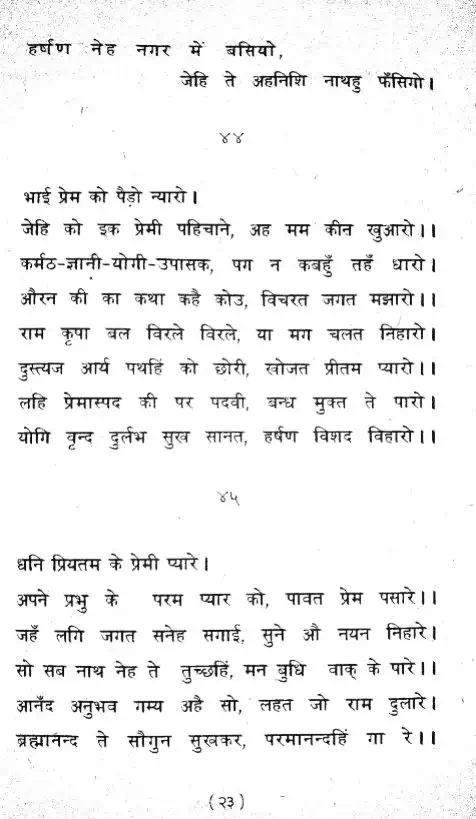 हर्षण नेह नगर में बसियो,
जेहि ते अहनिशि नाथहु फँसिगो।
४४
भाई प्रेम को पैड़ो न्यारो।
जेहि को इक प्रेमी पहिचाने, अह मम कीन खुआरो।।
कर्मठ-ज्ञानी-योगी-उपासक, पग न कबहुँ तहँ धारो।
औरन की का कथा कहै कोउ, विचरत जगत मझारो।।
राम कृपा बल विरले विरले, या मग चलत निहारो।
दुस्त्यज आर्य पथहिं को छोरी, खोजत प्रीतम प्यारो।।
लहि प्रेमास्पद की पर पदवी, बन्ध मुक्त ते पारो।
योगि वृन्द दुर्लभ सुख सानत, हर्षण विशद विहारो।।
४५
धनि प्रियतम के प्रेमी प्यारे।
अपने प्रभु के परम प्यार को, पावत प्रेम पसारे।।
जहँ लगि जगत सनेह सगाई, सुने औ नयन निहारे।
सो सब नाथ नेह ते तुच्छहिं, मन बुधि वाक् के पारे।।
आनँद अनुभव गम्य अहै सो, लहत जो राम दुलारे।
ब्रह्मानन्द ते सौगुन सुखकर, परमानन्दहिं गा रे।।
(२३)